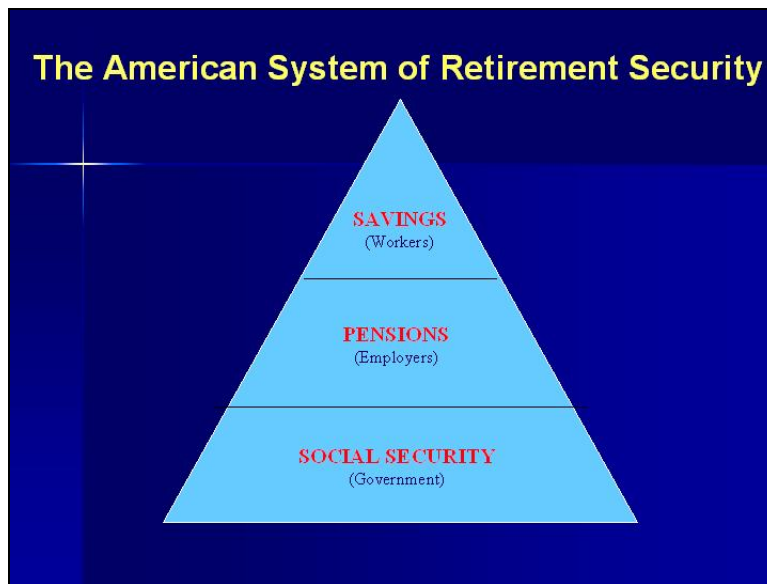 The American System of Retirement Security
SAVINGS
(Workers)
PENSIONS
(Employers)
SOCIAL SECURITY
(Government)